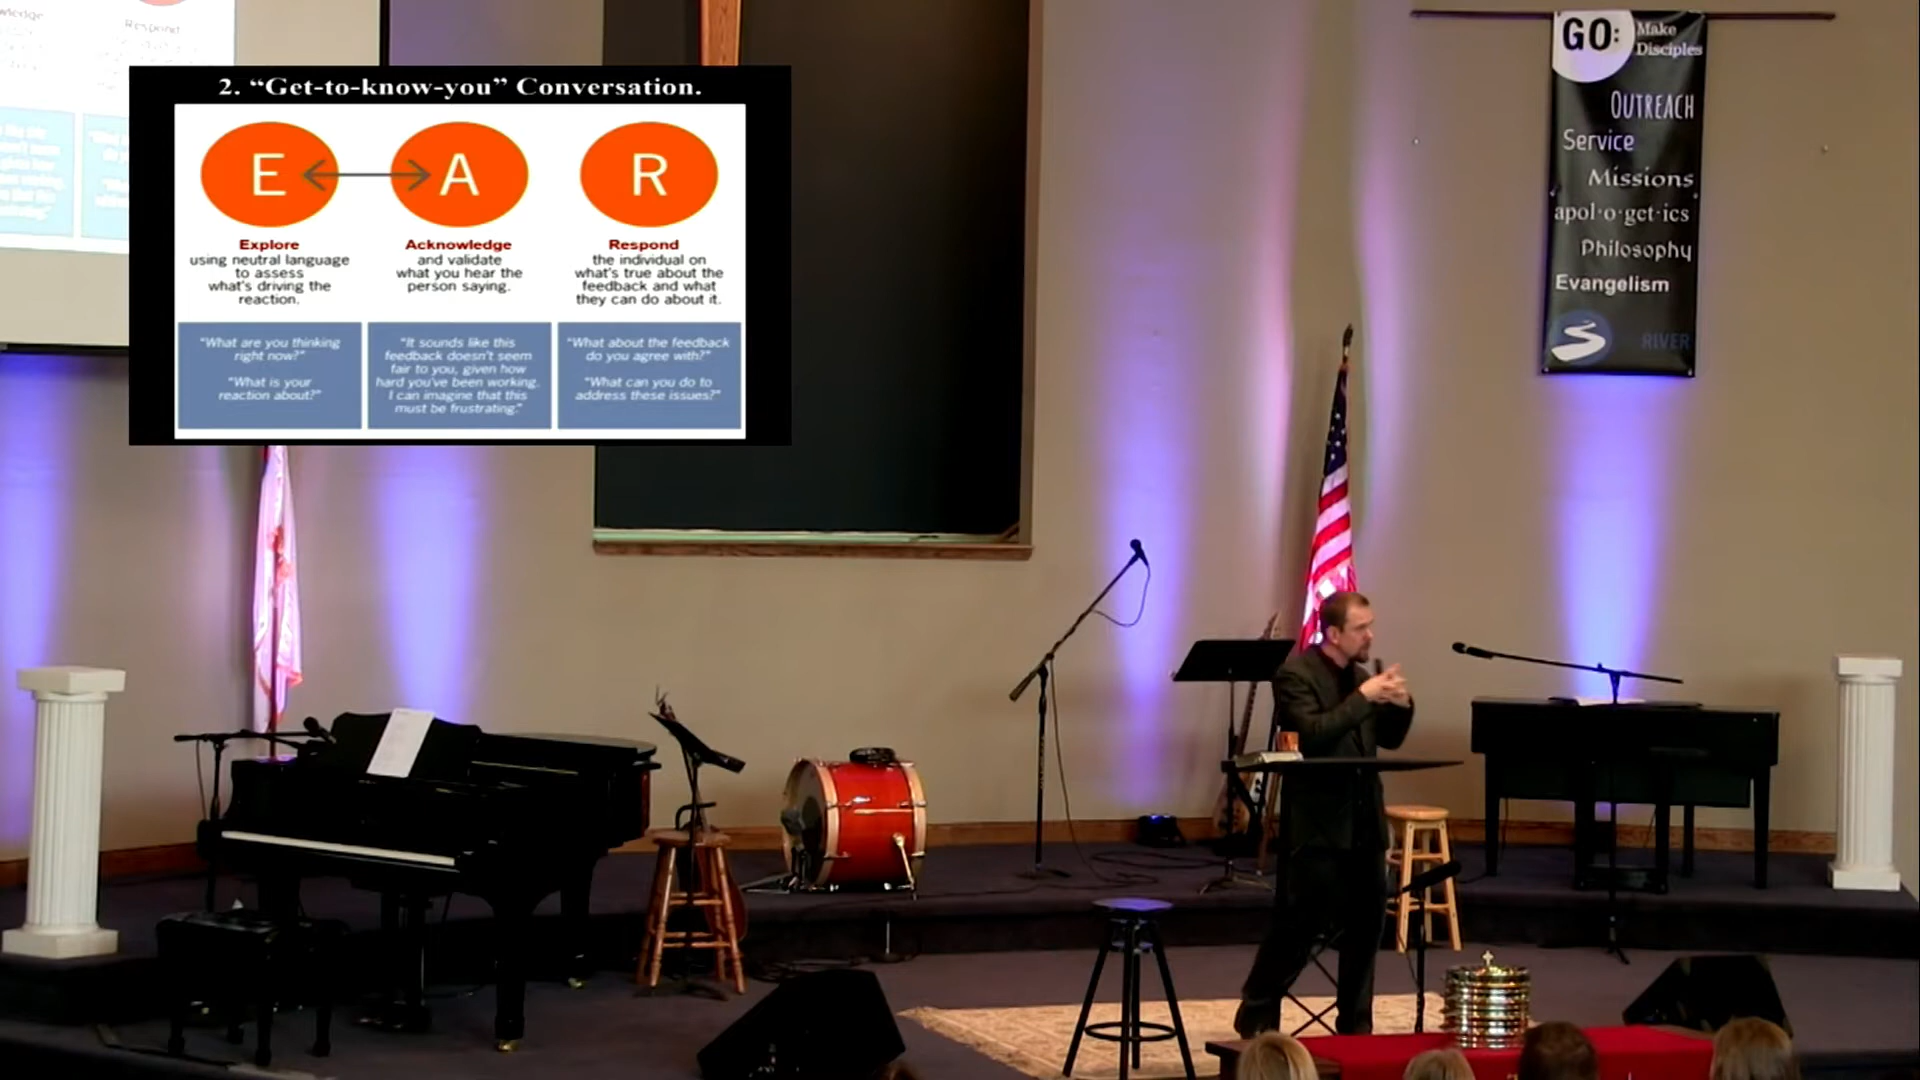 wledge
Respond
2. “Get-to-know-you” Conversation.
E
A
R
Explore
using neutral language
to assess
what's driving the
reaction.
Acknowledge
and validate
what you hear the
person saying.
Respond
the individual on
what's true about the
feedback and what
they can do about it.
"What are you thinking
right now?"
"What is your
reaction about?"
"It sounds like this
feedback doesn't seem
fair to you, given how
hard you've been working.
I can imagine that this
must be frustrating."
"What about the feedback
do you agree with?"
"What can you do to
address these issues?"
GO:
Make
Disciples
OUTREACH
Service
Missions
apol·o·get·ics
Philosophy
Evangelism
RIVER